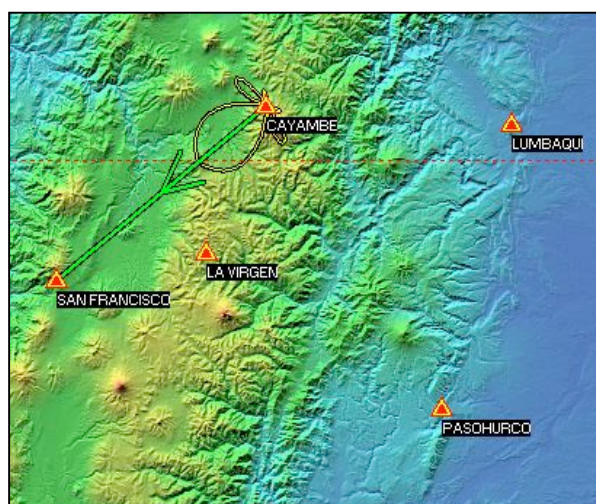 CAYAMBE
LUMBAQUI
LA VIRGEN
SAN FRANCISCO
PASOHURCO